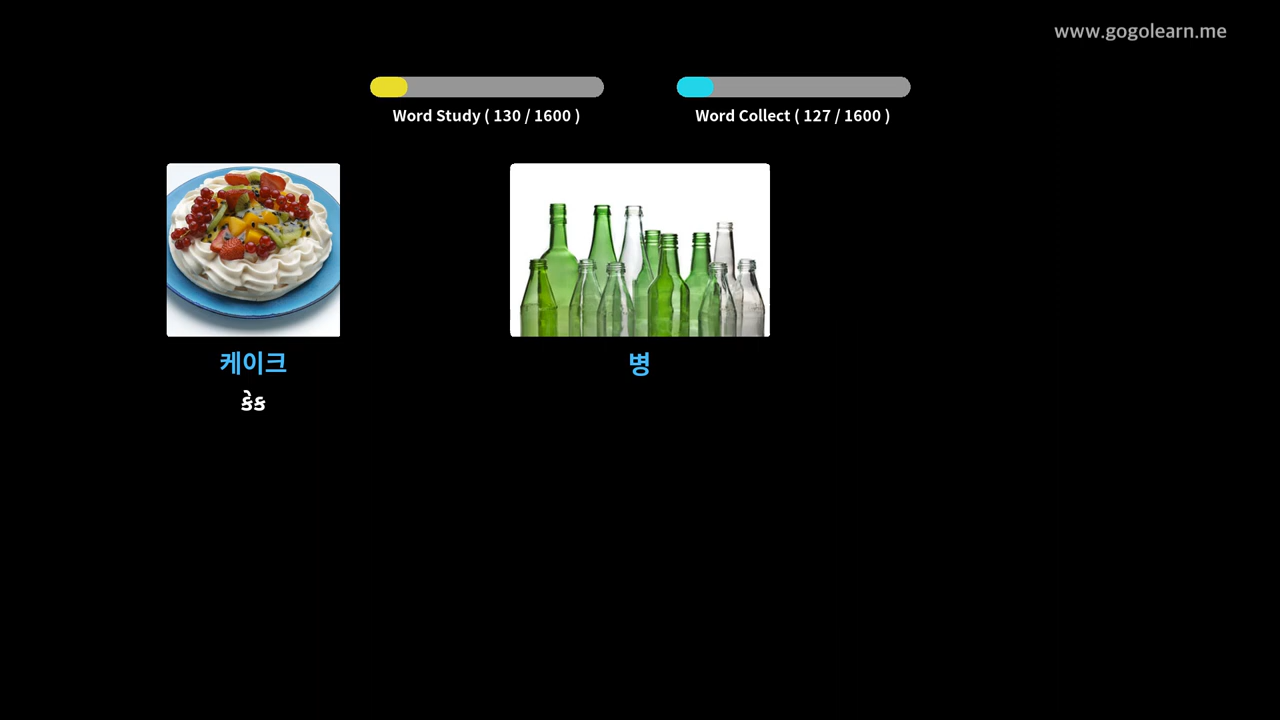 www.gogolearn.me
Word Study ( 130 / 1600 )
Word Collect ( 127 / 1600 )
케이크
병
કેક